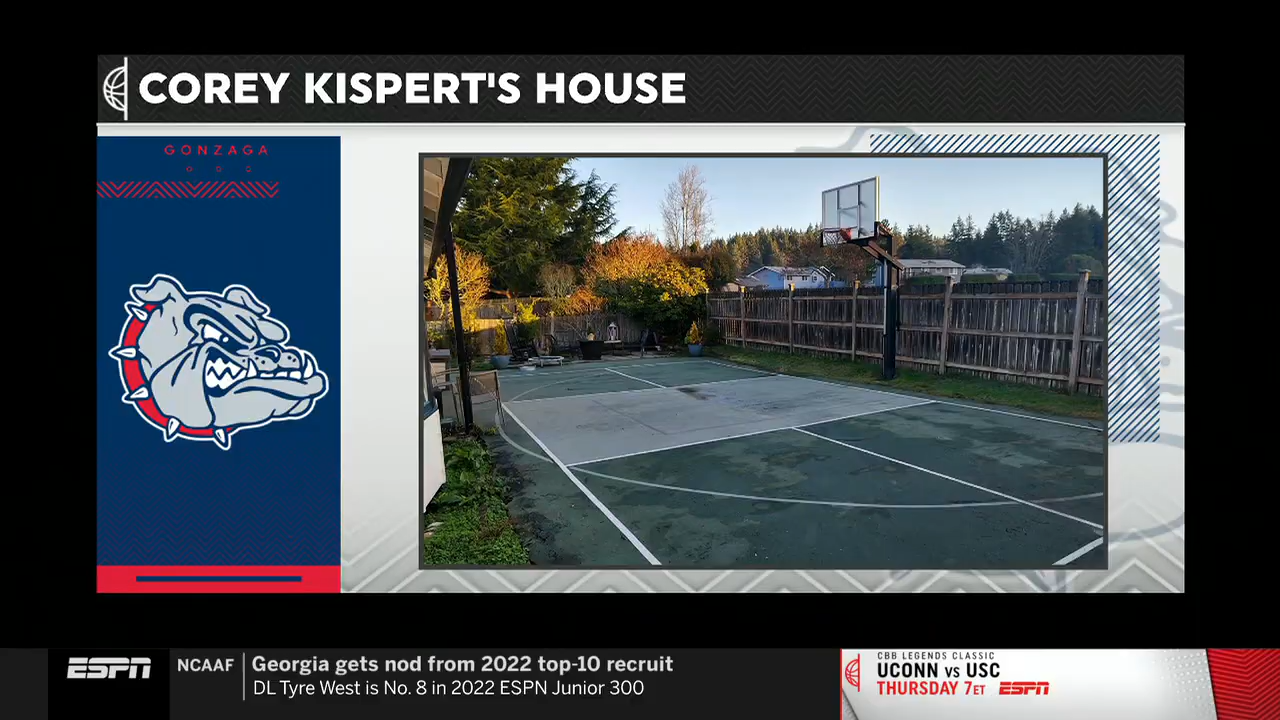 COREY KISPERT'S HOUSE
GONZAGA
ESPN
NCAAF
Georgia gets nod from 2022 top-10 recruit
DL Tyre West is No. 8 in 2022 ESPN Junior 300
CBB LEGENDS CLASSIC
UCONN VS USC
THURSDAY 7ET ESPN